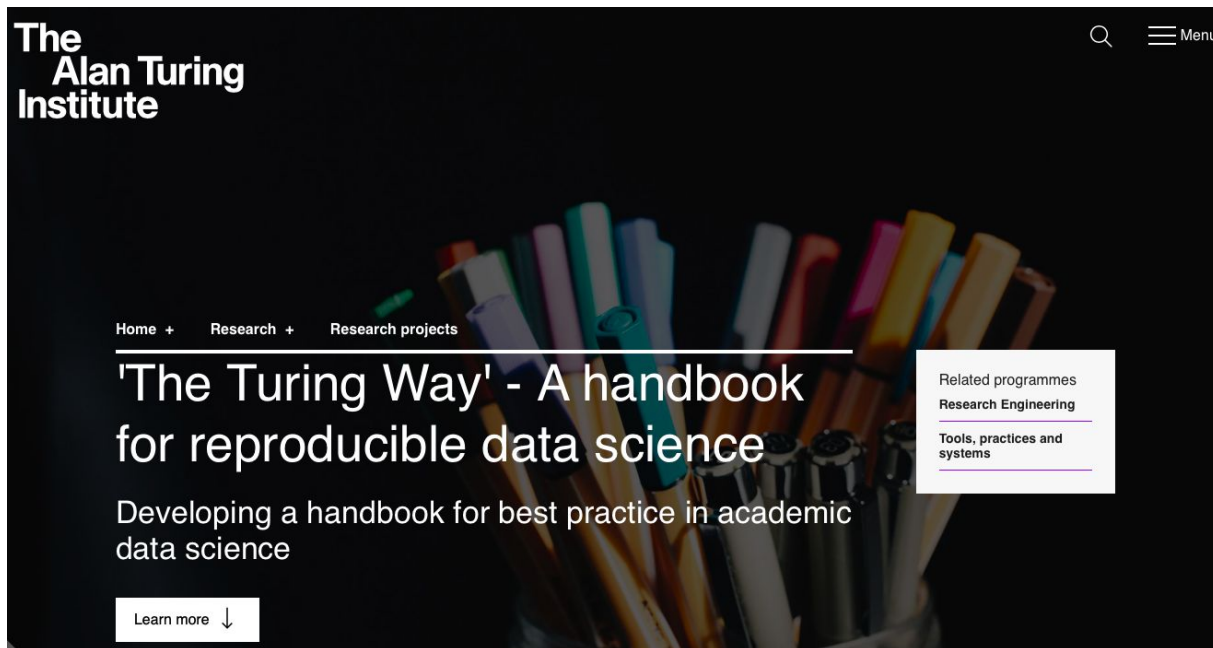 The
Alan Turing
Institute
Menu
Home +
Research +
Research projects
'The Turing Way' - A handbook
for reproducible data science
Developing a handbook for best practice in academic
data science
Learn more ↓
Related programmes
Research Engineering
Tools, practices and
systems